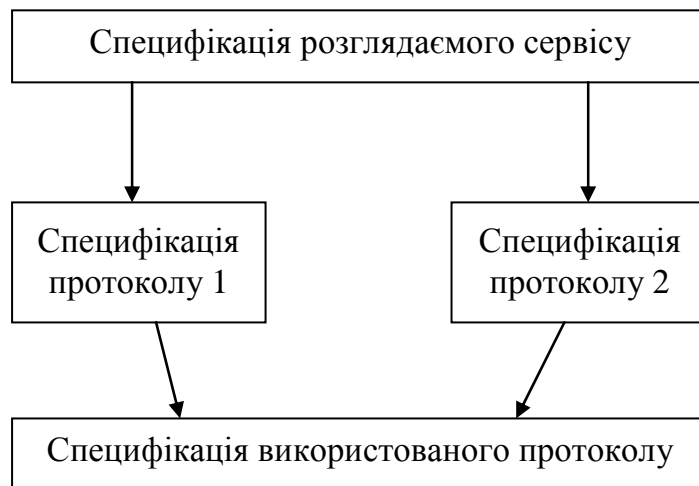 Специфікація розглядаємого сервісу
Специфікація
протоколу 1
Специфікація
протоколу 2
Специфікація використованого протоколу